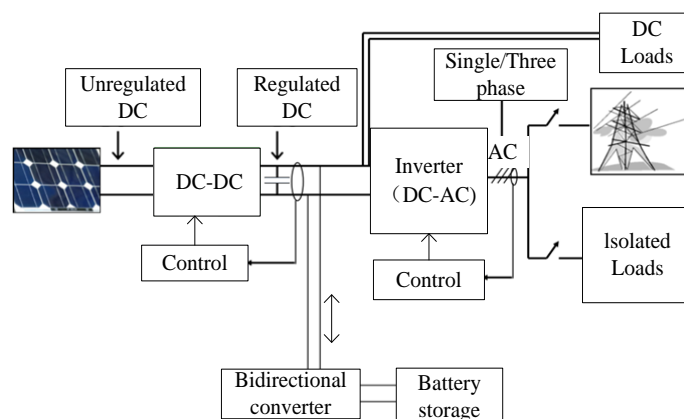 DC
Loads
Unregulated
DC
Regulated
DC
Single/Three
phase
AC
DC-DC
Inverter
（DC-AC)
Control
Control
Isolated
Loads
Bidirectional
converter
Battery
storage